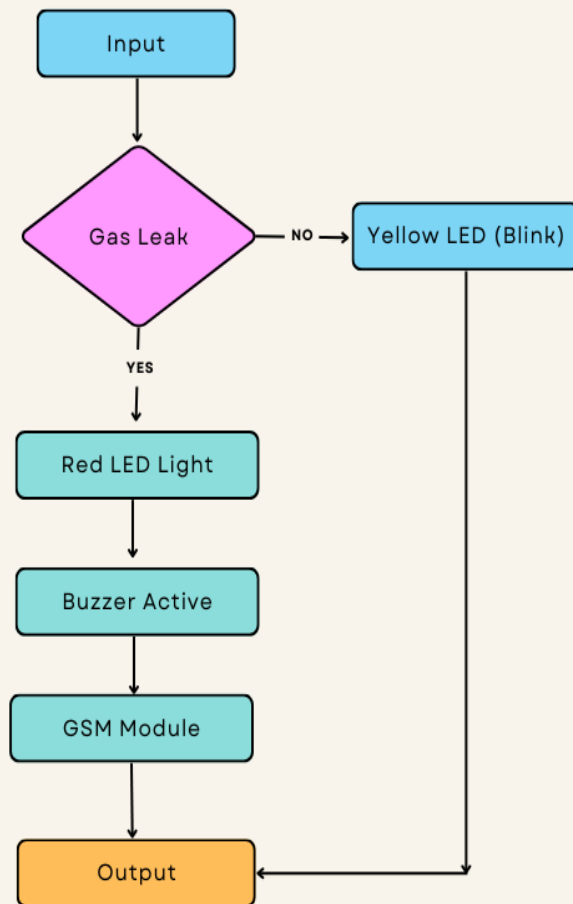 Input
Gas Leak
NO
Yellow LED (Blink)
YES
Red LED Light
Buzzer Active
GSM Module
Output